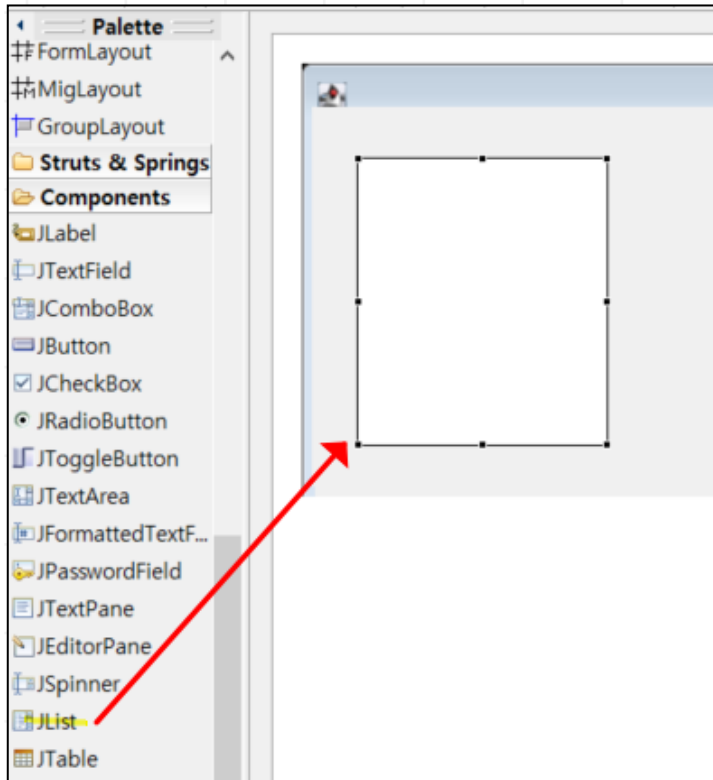 Palette
FormLayout
MigLayout
GroupLayout
Struts & Springs
Components
JLabel
JTextField
JComboBox
JButton
JCheckBox
JRadioButton
JToggleButton
JTextArea
JFormattedTextF...
JPasswordField
JTextPane
JEditorPane
JSpinner
JList
JTable